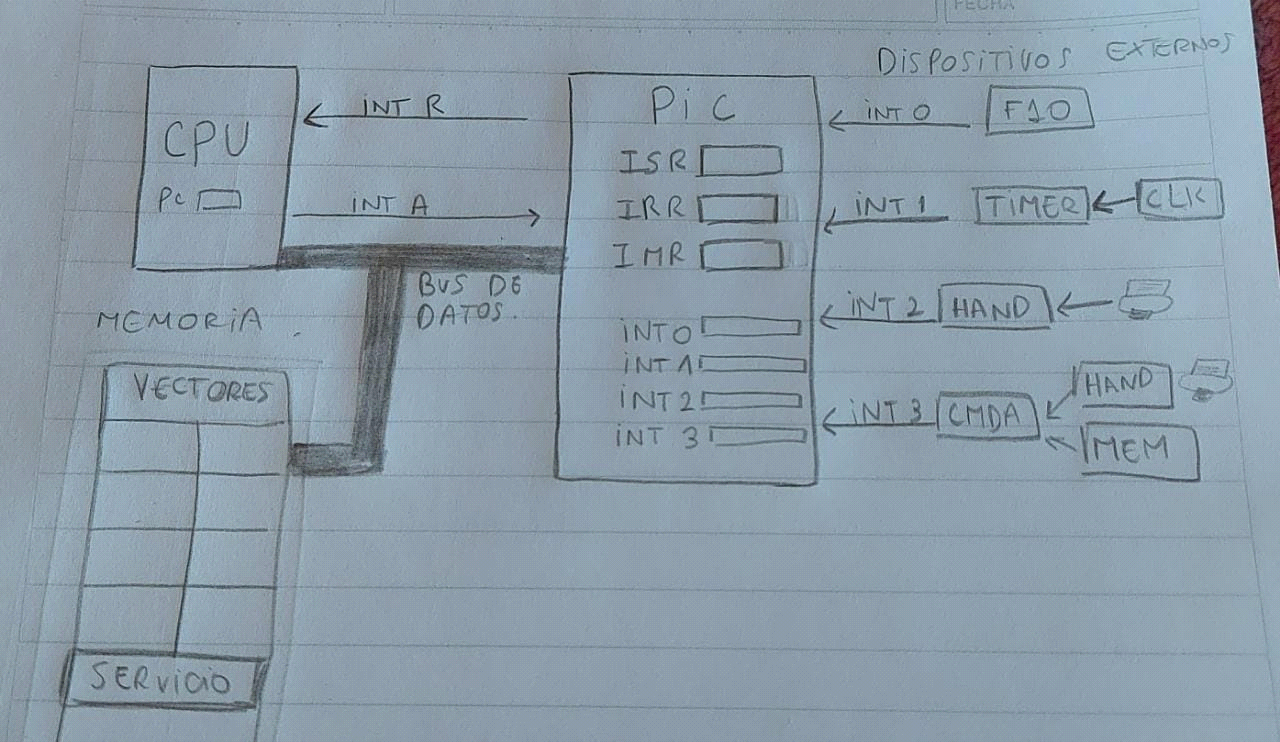 FECHA
DISPOSITIVOS EXTERNOS
CPU
PC
INT R
INT A
BUS DE
DATOS.
PiC
ISR
IRR
IMR
INT 0
INT 1
INT 2
INT 3
INT 0
F10
INT 1
TIMER
CLK
INT 2
HAND
INT 3
CMDA
HAND
MEM
MEMORIA
VECTORES
SERVICIO